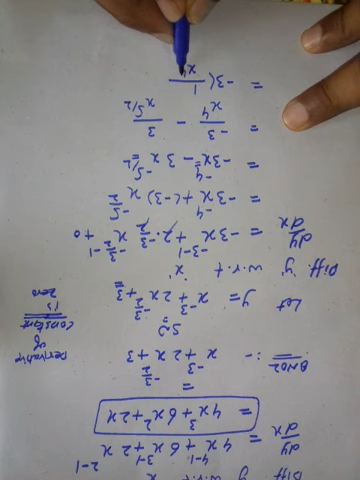 Diff y x
dy/dx = 4x^4-1 + 6x^3-1 + 2x^2-1
= 4x^3 + 6x^2 + 2x
Q NO2 :- x^-3 + 2x^-3/2 + 3
Derivative of constant is zero
Sol:
Let y = x^-3 + 2x^-3/2 + 3
Diff 'y' w.r.t 'x'
dy/dx = -3x^-3-1 + 2·-3/2 x^-3/2-1 + 0
= -3x^-4 + (-3) x^-5/2
= -3x^-4 - 3x^-5/2
= -3/x^4 - 3/x^5/2
= -3(1/x^4